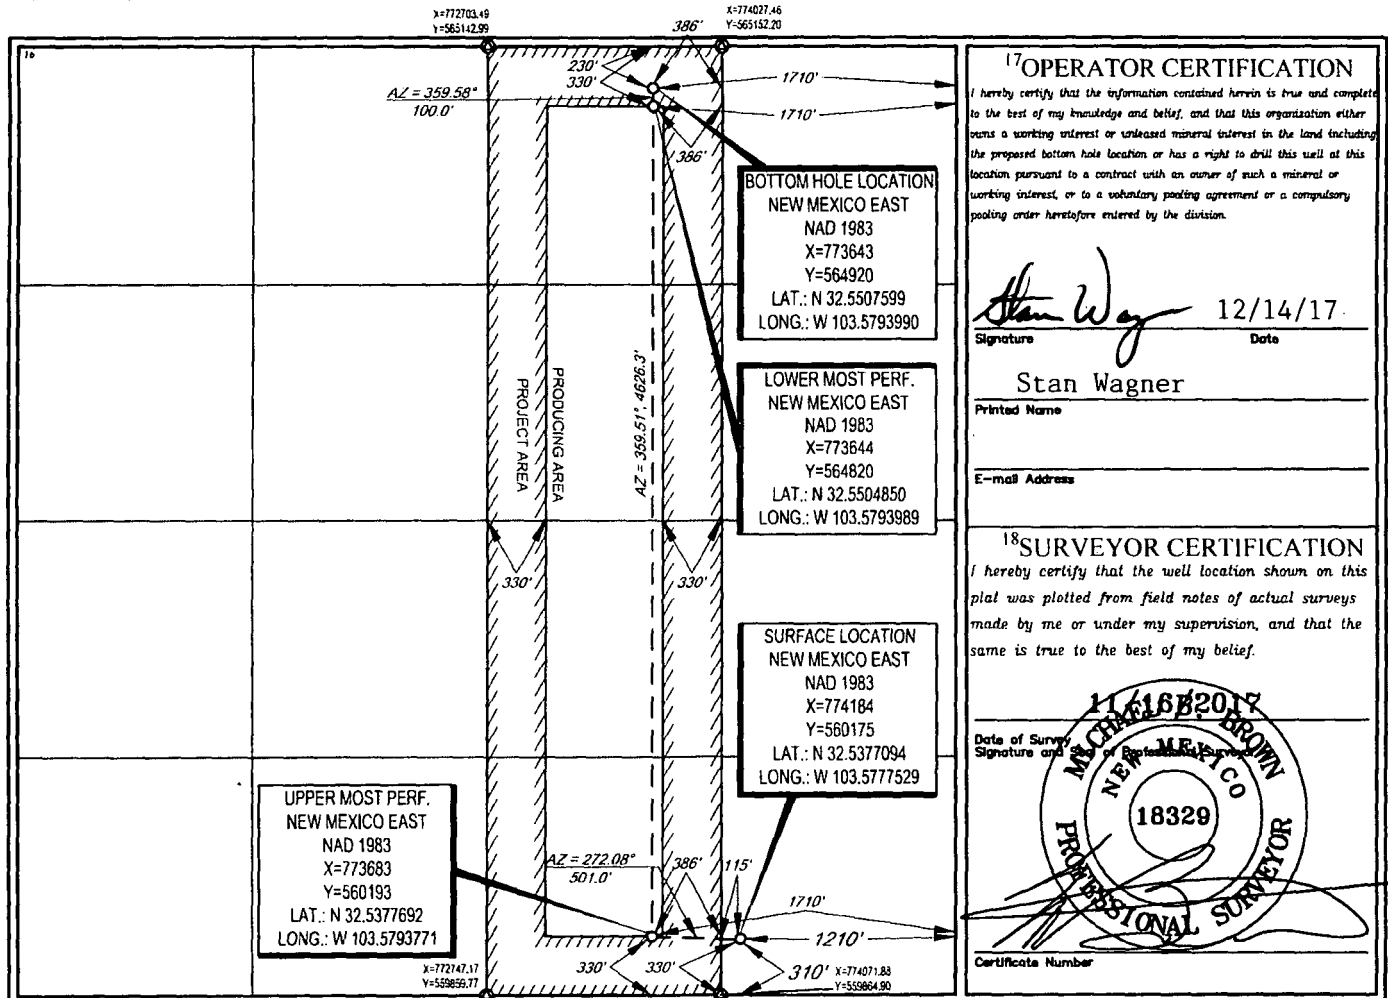 X=772703.49
Y=565142.99
X=774027.46
Y=565152.20
16
386'
230'
330'
1710'
AZ = 359.58°
100.0'
1710'
386'
BOTTOM HOLE LOCATION
NEW MEXICO EAST
NAD 1983
X=773643
Y=564920
LAT.: N 32.5507599
LONG.: W 103.5793990
LOWER MOST PERF.
NEW MEXICO EAST
NAD 1983
X=773644
Y=564820
LAT.: N 32.5504850
LONG.: W 103.5793989
PROJECT AREA
PRODUCING AREA
AZ = 359.51°, 4626.3'
330'
330'
SURFACE LOCATION
NEW MEXICO EAST
NAD 1983
X=774184
Y=560175
LAT.: N 32.5377094
LONG.: W 103.5777529
UPPER MOST PERF.
NEW MEXICO EAST
NAD 1983
X=773683
Y=560193
LAT.: N 32.5377692
LONG.: W 103.5793771
AZ = 272.08°
501.0'
386'
115'
1710'
1210'
330'
330'
310'
X=772747.17
Y=559859.77
X=774071.88
Y=559864.90
17 OPERATOR CERTIFICATION
I hereby certify that the information contained herein is true and complete
to the best of my knowledge and belief, and that this organization either
owns a working interest or unleased mineral interest in the land including
the proposed bottom hole location or has a right to drill this well at this
location pursuant to a contract with an owner of such a mineral or
working interest, or to a voluntary pooling agreement or a compulsory
pooling order heretofore entered by the division.
Stan Wag 12/14/17
Signature Date
Stan Wagner
Printed Name
E-mail Address
18 SURVEYOR CERTIFICATION
I hereby certify that the well location shown on this
plat was plotted from field notes of actual surveys
made by me or under my supervision, and that the
same is true to the best of my belief.
11/16/2017
Date of Survey
Signature and Seal of Professional Surveyor
MICHAEL B. BROWN
NEW MEXICO
18329
PROFESSIONAL SURVEYOR
Certificate Number